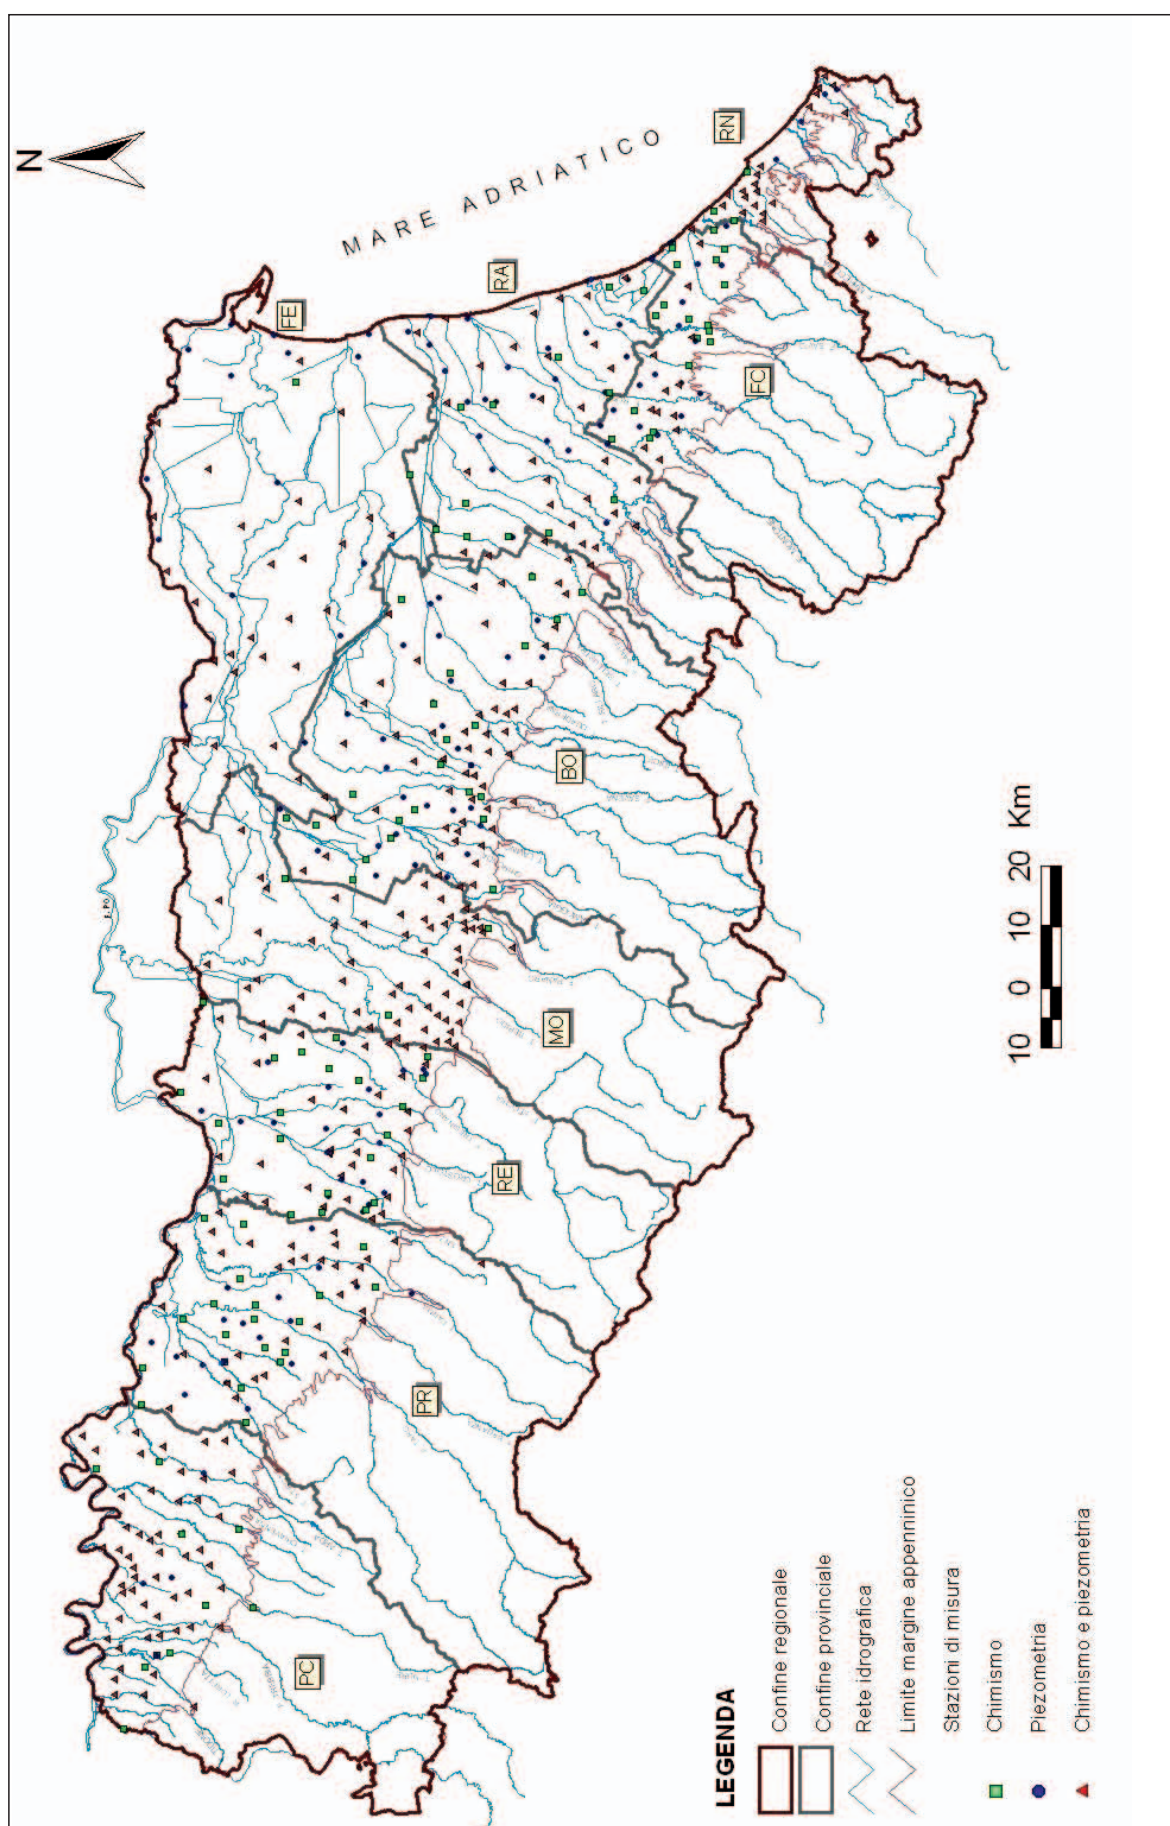 N
MARE ADRIATICO
FE
RA
RN
FC
BO
MO
RE
PR
PC
F. PO
10 0 10 20 Km
LEGENDA
Confine regionale
Confine provinciale
Rete idrografica
Limite margine appenninico
Stazioni di misura
Chimismo
Piezometria
Chimismo e piezometria